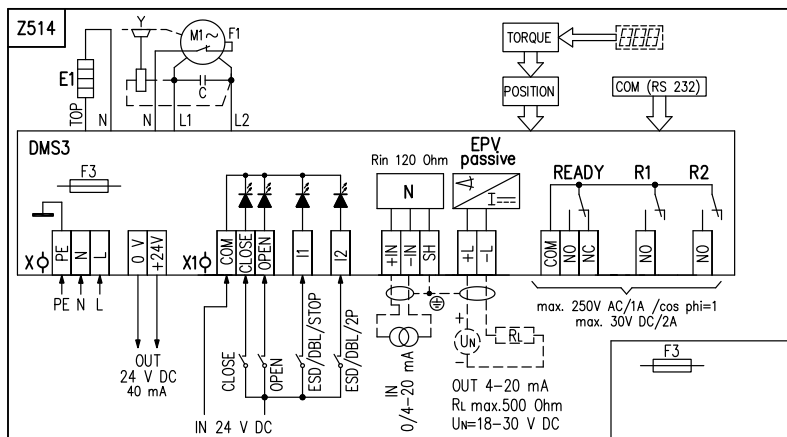 Z514
Y
M1~
F1
E1
C
TOP
N
N
L1
L2
TORQUE
POSITION
COM (RS 232)
DMS3
F3
Rin 120 Ohm
N
EPV
passive
I
READY
R1
R2
X
PE
N
L
0 V
+24V
X1
COM
CLOSE
OPEN
I1
I2
+IN
-IN
SH
+L
-L
COM
NO
NC
NO
NO
PE
N
L
OUT
24 V DC
40 mA
CLOSE
OPEN
ESD/DBL/STOP
ESD/DBL/2P
IN 24 V DC
IN
0/4-20 mA
+
UN
-
RL
OUT 4-20 mA
RL max.500 Ohm
UN=18-30 V DC
max. 250V AC/1A /cos phi=1
max. 30V DC/2A
F3